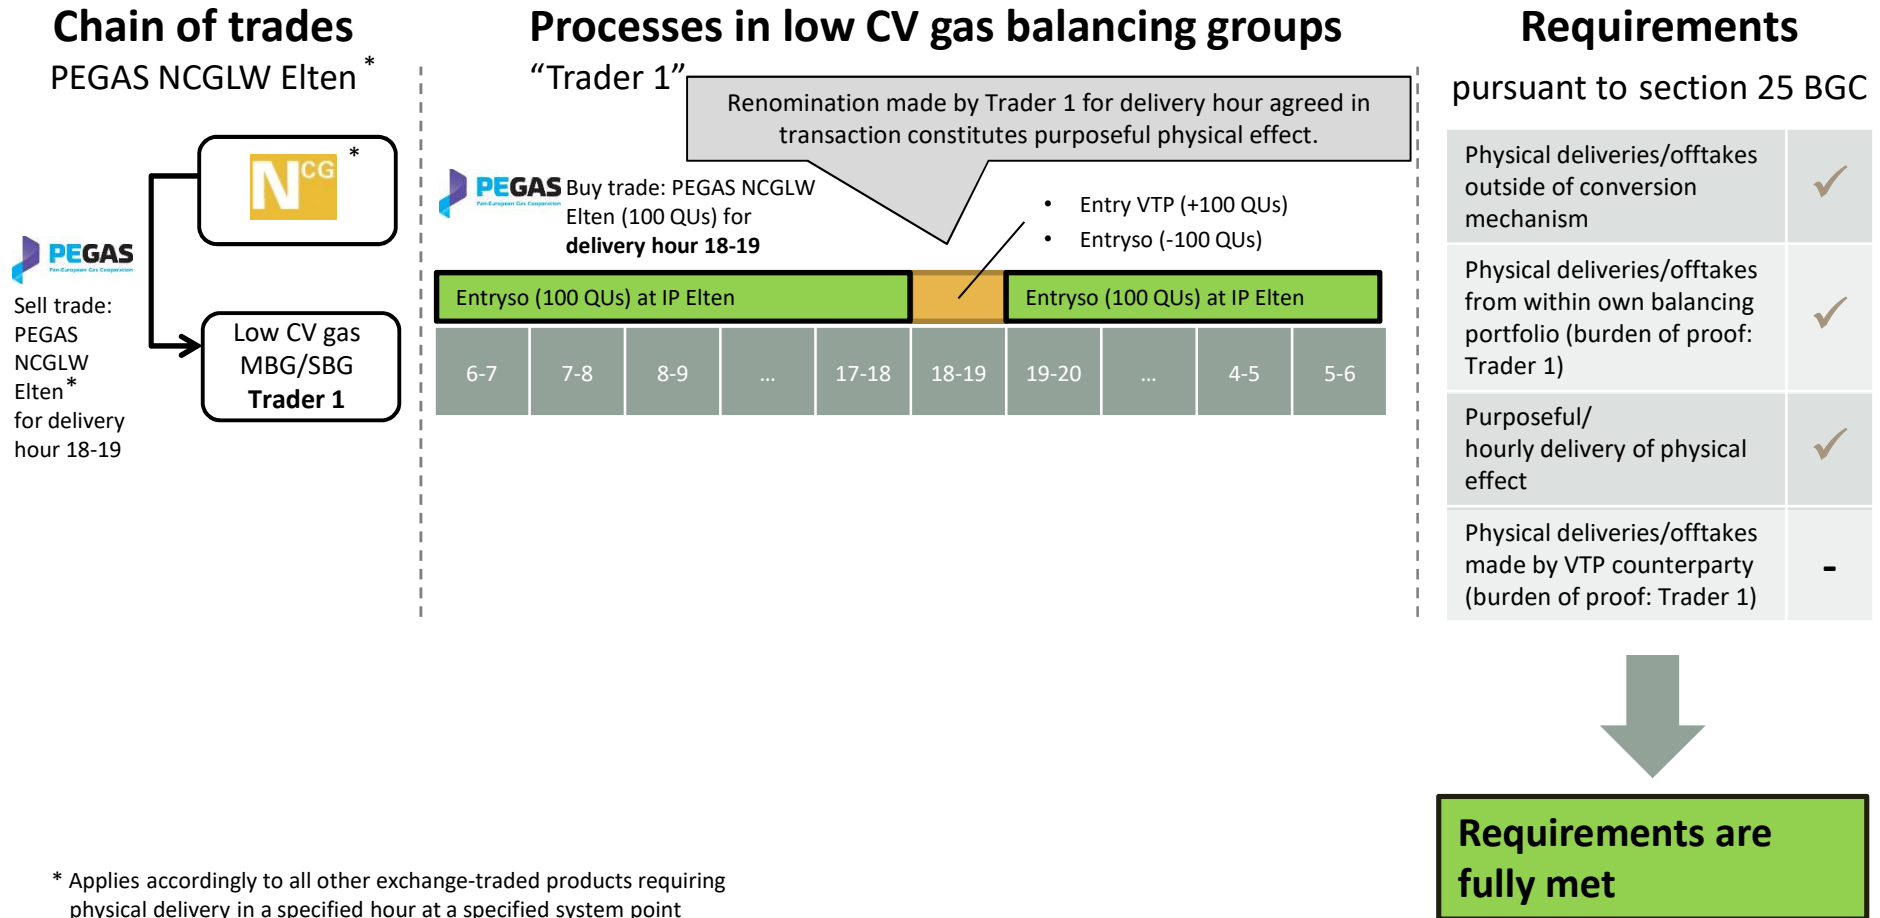 Chain of trades
PEGAS NCGLW Elten *
NCG *
PEGAS
Pan-European Gas Cooperation
Sell trade:
PEGAS
NCGLW
Elten*
for delivery
hour 18-19
Low CV gas
MBG/SBG
Trader 1
Processes in low CV gas balancing groups
“Trader 1”
Renomination made by Trader 1 for delivery hour agreed in
transaction constitutes purposeful physical effect.
PEGAS
Pan-European Gas Cooperation
Buy trade: PEGAS NCGLW
Elten (100 QUs) for
delivery hour 18-19
• Entry VTP (+100 QUs)
• Entryso (-100 QUs)
Entryso (100 QUs) at IP Elten
Entryso (100 QUs) at IP Elten
6-7 7-8 8-9 ... 17-18 18-19 19-20 ... 4-5 5-6
Requirements
pursuant to section 25 BGC
Physical deliveries/offtakes
outside of conversion
mechanism
✓
Physical deliveries/offtakes
from within own balancing
portfolio (burden of proof:
Trader 1)
✓
Purposeful/
hourly delivery of physical
effect
✓
Physical deliveries/offtakes
made by VTP counterparty
(burden of proof: Trader 1)
-
Requirements are
fully met
* Applies accordingly to all other exchange-traded products requiring
physical delivery in a specified hour at a specified system point